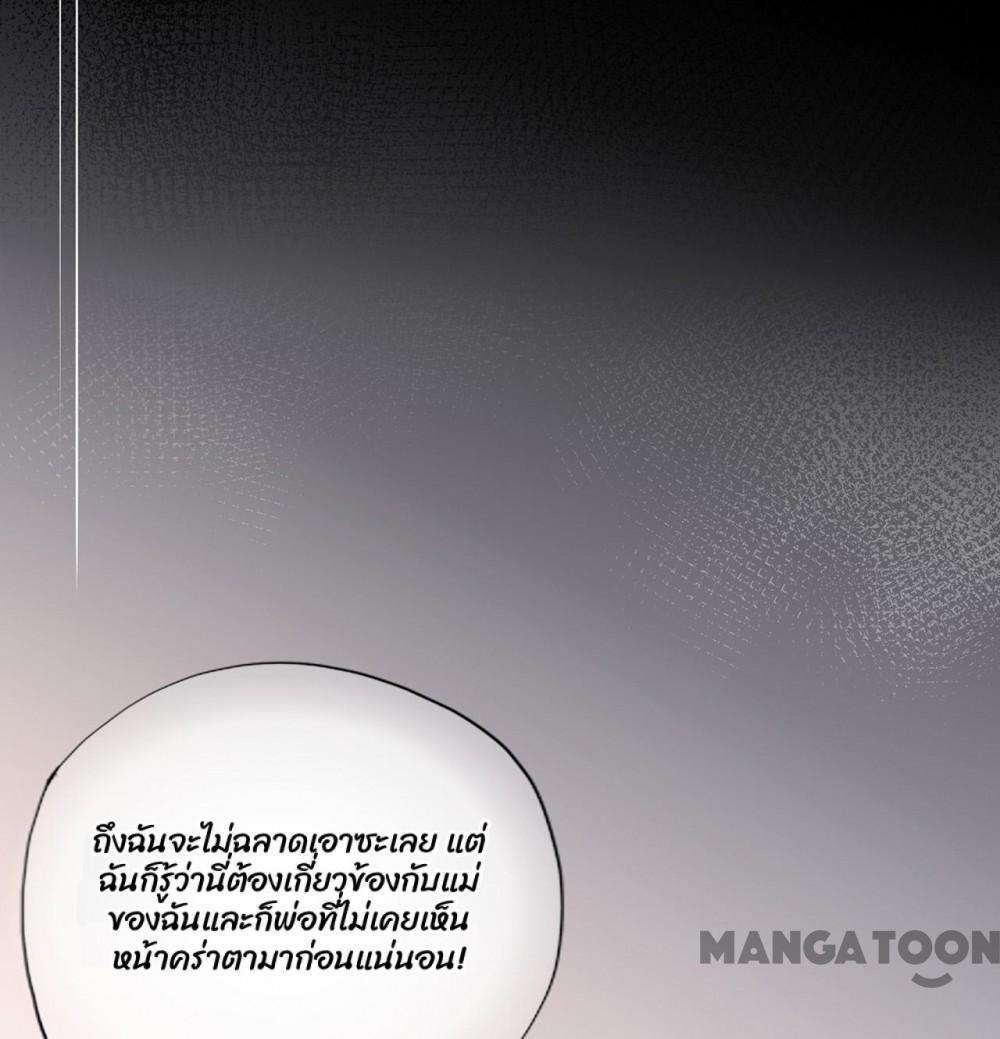 ถึงฉันจะไม่ฉลาดเอาซะเลย แต่
ฉันก็รู้ว่านี่ต้องเกี่ยวข้องกับแม่
ของฉันและก็พ่อที่ไม่เคยเห็น
หน้าคร่าตามาก่อนแน่นอน!
MANGATOON